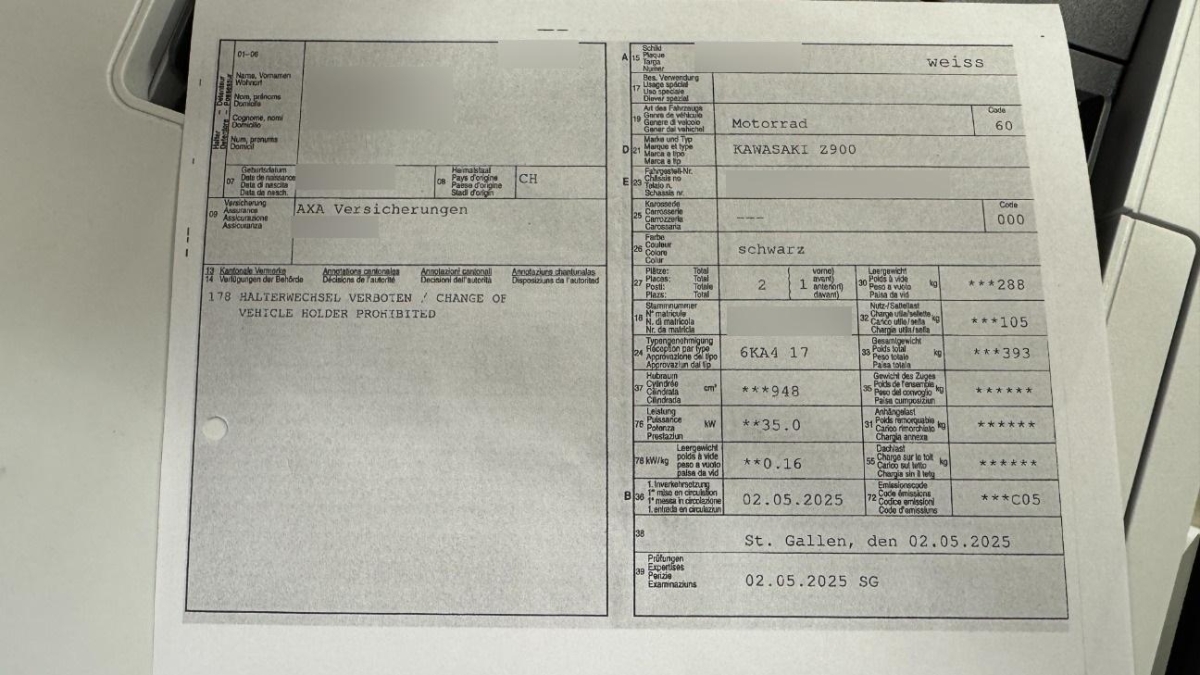 01-06
Halter – Détenteur – Detentore – Possessur
Name, Vornamen
Wohnort
Nom, prénoms
Domicile
Cognome, nomi
Domicilio
Num, pronums
Domicil
07
Geburtsdatum
Date de naissance
Data di nascita
Data da nasch.
08
Heimatstaat
Pays d'origine
Paese d'origine
Stadi d'origin
CH
09
Versicherung
Assurance
Assicurazione
Assicuranza
AXA Versicherungen
13 Kantonale Vermerke Annotations cantonales Annotazioni cantonali Annotaziuns chantunalas
14 Verfügungen der Behörde Décisions de l'autorité Decisioni dell'autorità Disposiziuns da l'autoritad
178 HALTERWECHSEL VERBOTEN / CHANGE OF
VEHICLE HOLDER PROHIBITED
A 15
Schild
Plaque
Targa
Numer
weiss
17
Bes. Verwendung
Usage spécial
Uso speciale
Diever spezial
19
Art des Fahrzeugs
Genre de véhicule
Genere di veicolo
Gener dal vehichel
Motorrad
Code
60
D 21
Marke und Typ
Marque et type
Marca e tipo
Marca e tip
KAWASAKI Z900
E 23
Fahrgestell-Nr.
Châssis no
Telaio n.
Schassis nr.
25
Karosserie
Carrosserie
Carrozzeria
Carossaria
---
Code
000
26
Farbe
Couleur
Colore
Colur
schwarz
27
Plätze: Total
Places: Total
Posti: Totale
Plazs: Total
2
( vorne)
avant)
anteriori)
davant)
1
30
Leergewicht
Poids à vide
Peso a vuoto
Paisa da vid
kg
***288
18
Stammnummer
N° matricule
N. di matricola
Nr. da matricla
32
Nutz-/Sattellast
Charge utile/sellette
Carico utile/sella
Chargia utila/sella
kg
***105
24
Typengenehmigung
Réception par type
Approvazione del tipo
Approvaziun dal tip
6KA4 17
33
Gesamtgewicht
Poids total
Peso totale
Paisa totala
kg
***393
37
Hubraum
Cylindrée
Cilindrata
Cilindrada
cm³
***948
35
Gewicht des Zuges
Poids de l'ensemble
Peso del convoglio
Paisa cumposiziun
kg
******
76
Leistung
Puissance
Potenza
Prestaziun
kW
**35.0
31
Anhängelast
Poids remorquable
Carico rimorchiato
Chargia annexa
kg
******
78 kW/kg
Leergewicht
poids à vide
peso a vuoto
paisa da vid
**0.16
55
Dachlast
Charge sur le toit
Carico sul tetto
Chargia sin il tetg
kg
******
B 36
1. Inverkehrsetzung
1re mise en circulation
1a messa in circolazione
1. entrada en circulaziun
02.05.2025
72
Emissionscode
Code émissions
Codice emissioni
Code d'emissiuns
***C05
38
St. Gallen, den 02.05.2025
39
Prüfungen
Expertises
Perizie
Examinaziuns
02.05.2025 SG